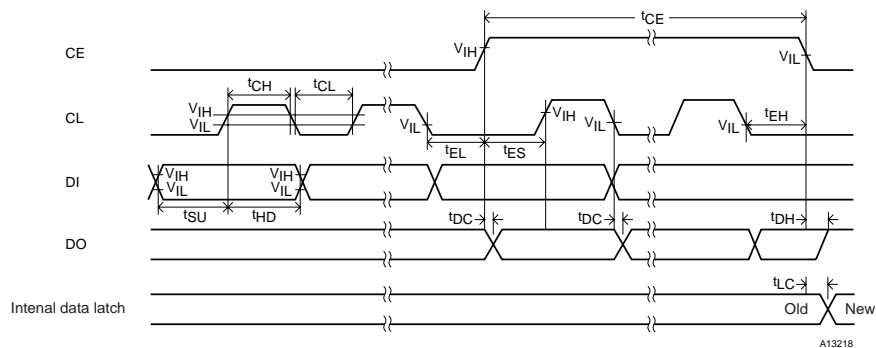 tCE
CE
VIH
VIL
tCH
tCL
CL
VIH
VIL
VIL
VIH
VIL
VIL
tEH
tEL
tES
DI
VIH
VIL
VIH
VIL
tSU
tHD
tDC
tDC
tDH
DO
tLC
Intenal data latch
Old
New
A13218